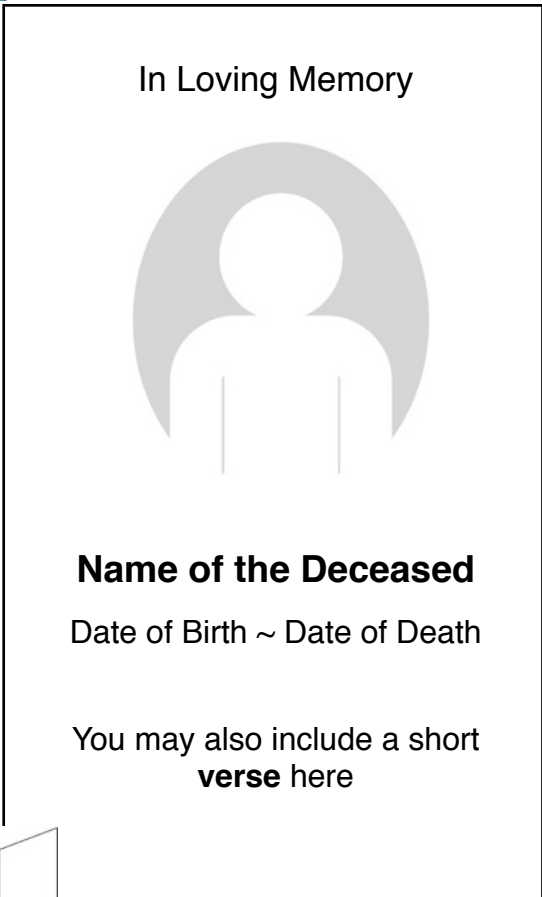 In Loving Memory
Name of the Deceased
Date of Birth ~ Date of Death
You may also include a short
verse here